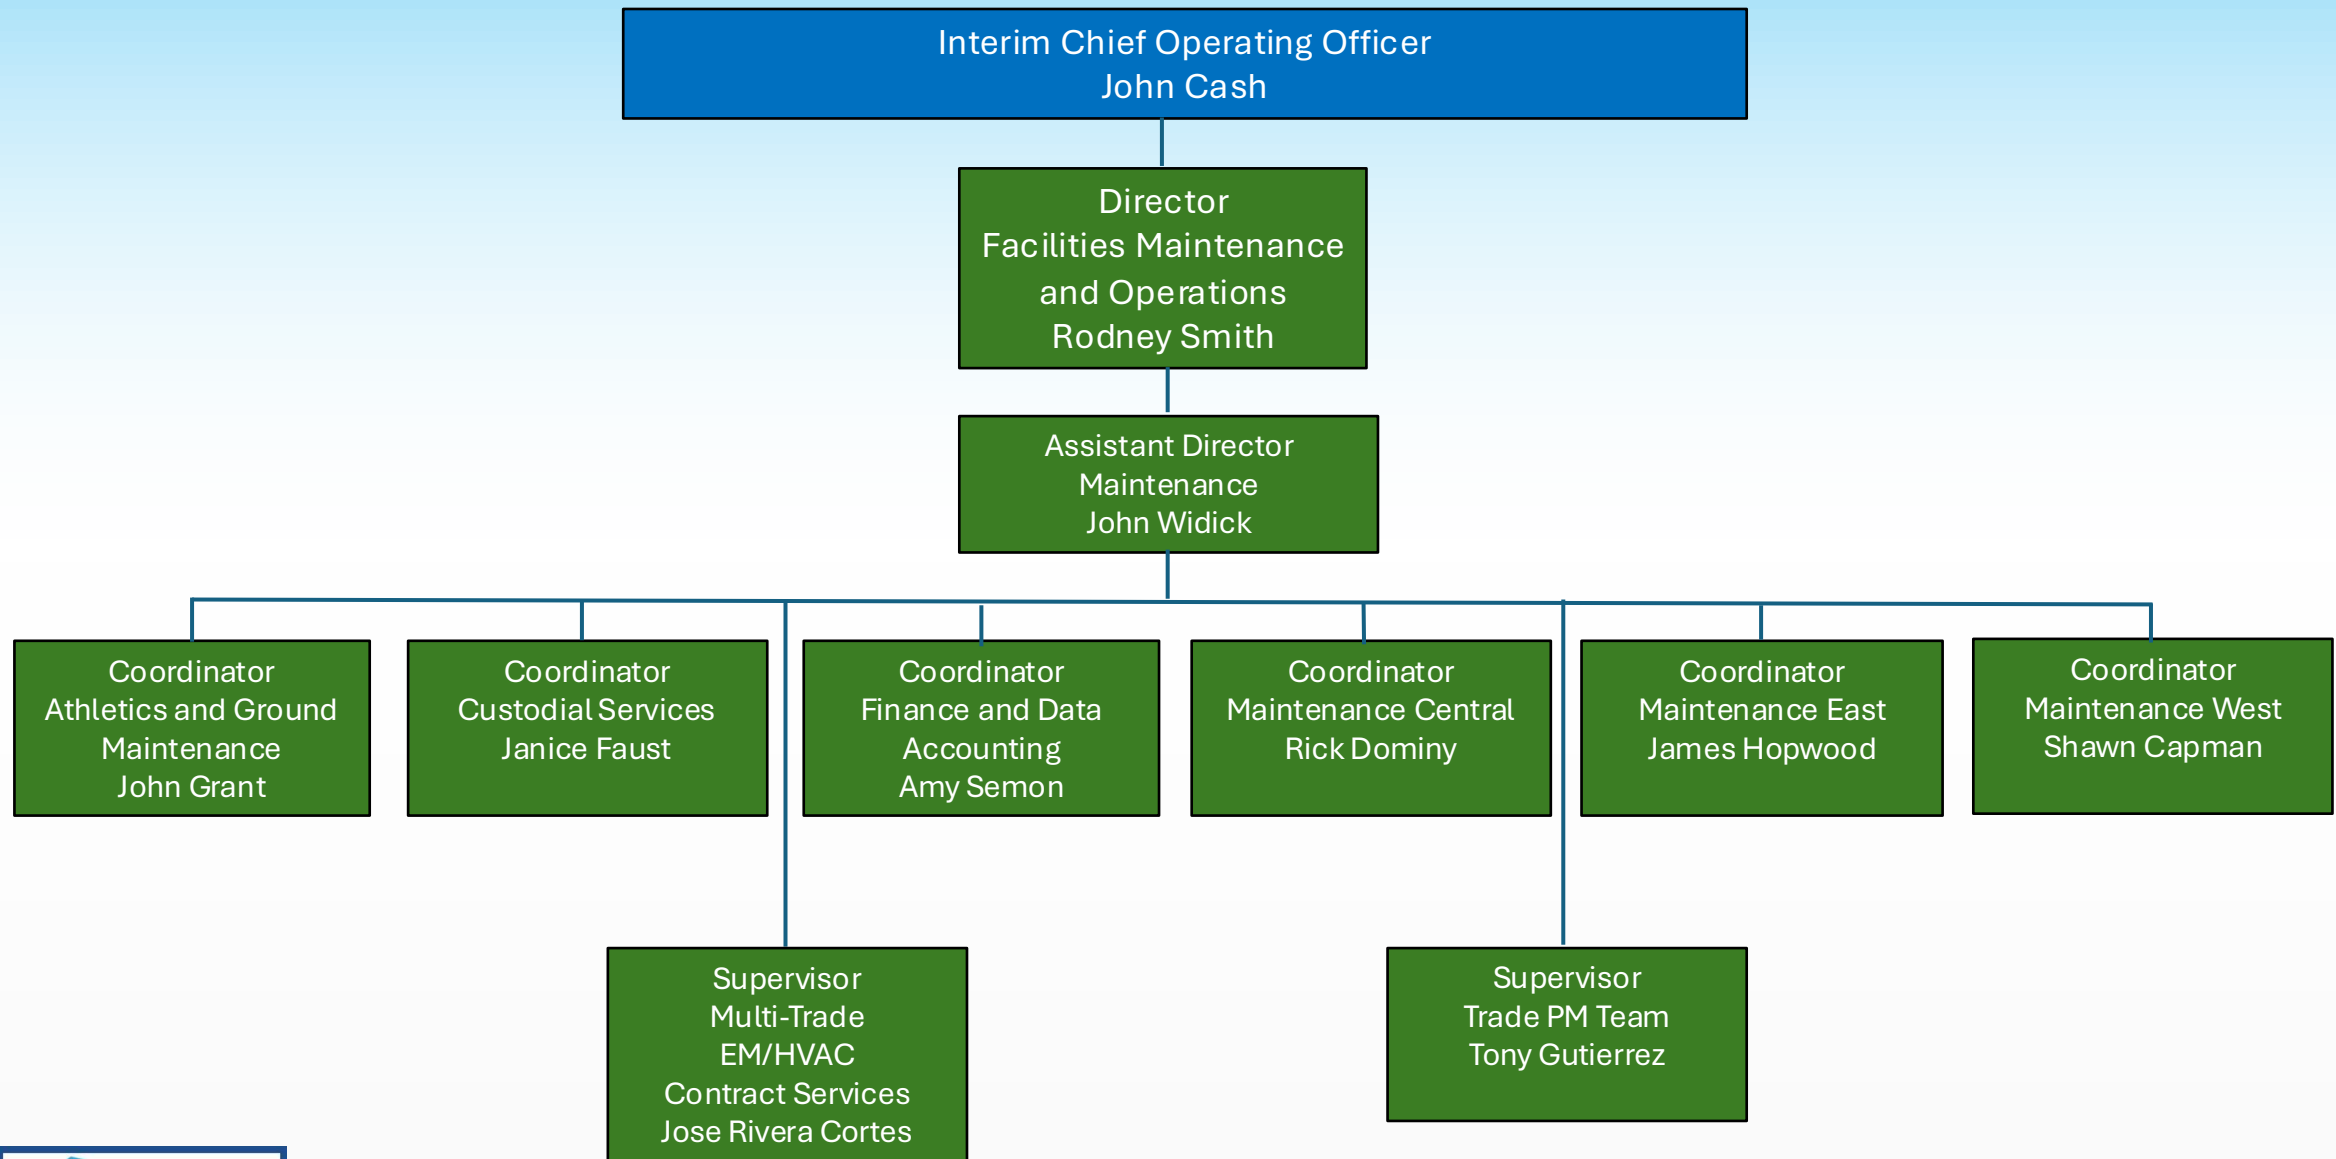 Interim Chief Operating Officer
John Cash
Director
Facilities Maintenance
and Operations
Rodney Smith
Assistant Director
Maintenance
John Widick
Coordinator
Athletics and Ground
Maintenance
John Grant
Coordinator
Custodial Services
Janice Faust
Coordinator
Finance and Data
Accounting
Amy Semon
Coordinator
Maintenance Central
Rick Dominy
Coordinator
Maintenance East
James Hopwood
Coordinator
Maintenance West
Shawn Capman
Supervisor
Multi-Trade
EM/HVAC
Contract Services
Jose Rivera Cortes
Supervisor
Trade PM Team
Tony Gutierrez